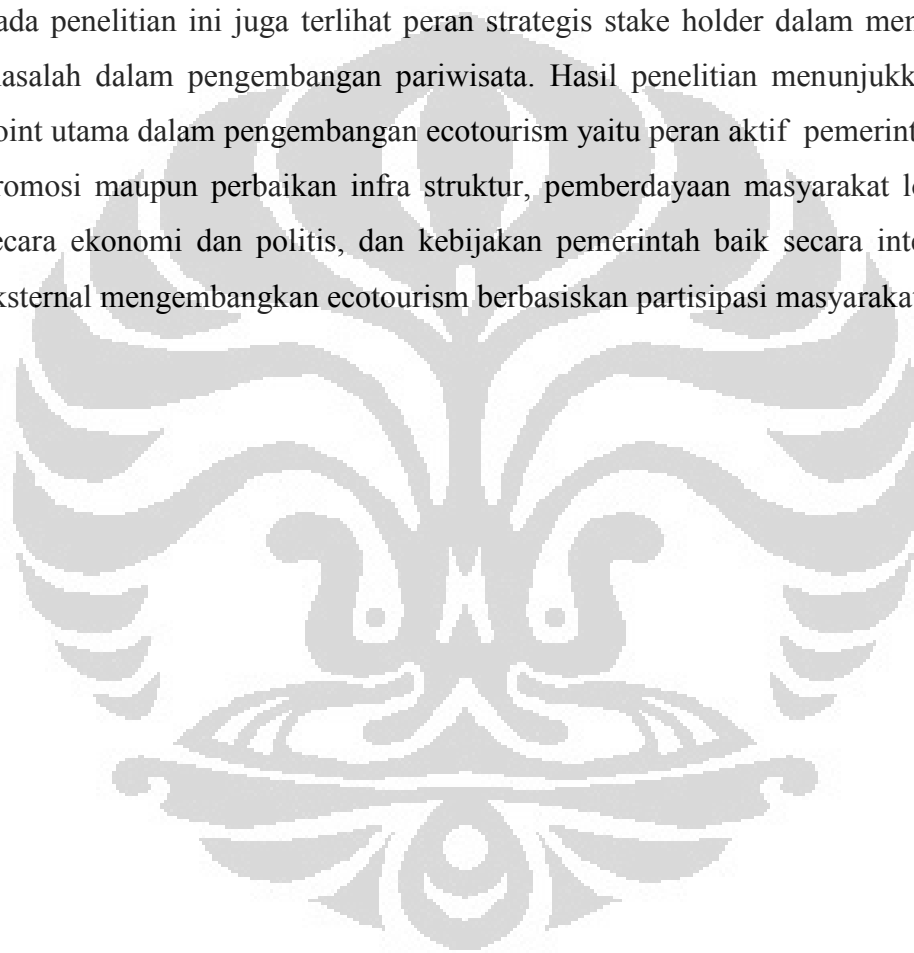 ada penelitian ini juga terlihat peran strategis stake holder dalam men
asalah dalam pengembangan pariwisata. Hasil penelitian menunjukk
oint utama dalam pengembangan ecotourism yaitu peran aktif pemerint
romosi maupun perbaikan infra struktur, pemberdayaan masyarakat l
ecara ekonomi dan politis, dan kebijakan pemerintah baik secara int
ksternal mengembangkan ecotourism berbasiskan partisipasi masyarakat